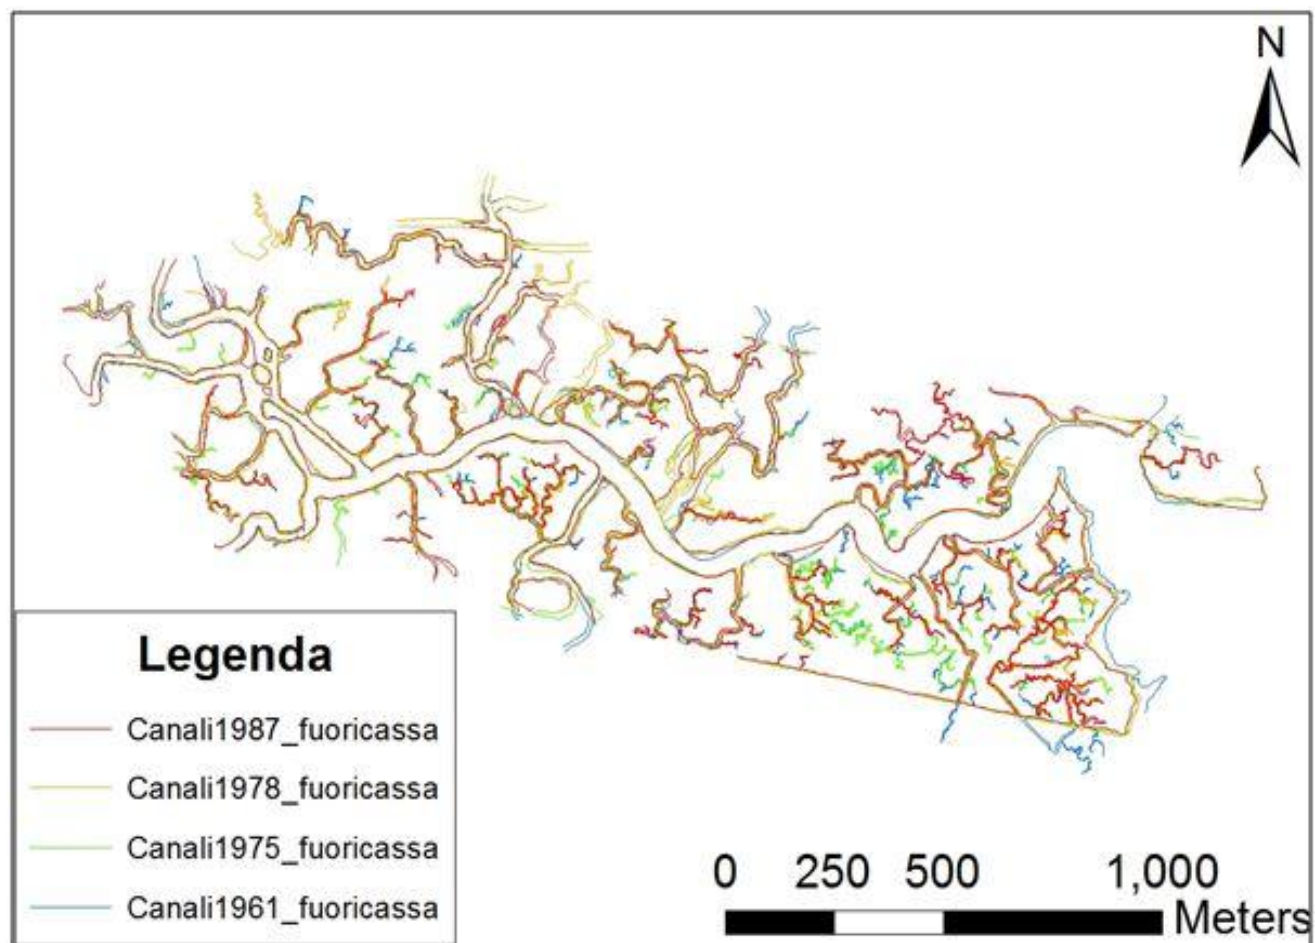 N
Legenda
Canali1987_fuoricassa
Canali1978_fuoricassa
Canali1975_fuoricassa
Canali1961_fuoricassa
0 250 500 1,000
Meters